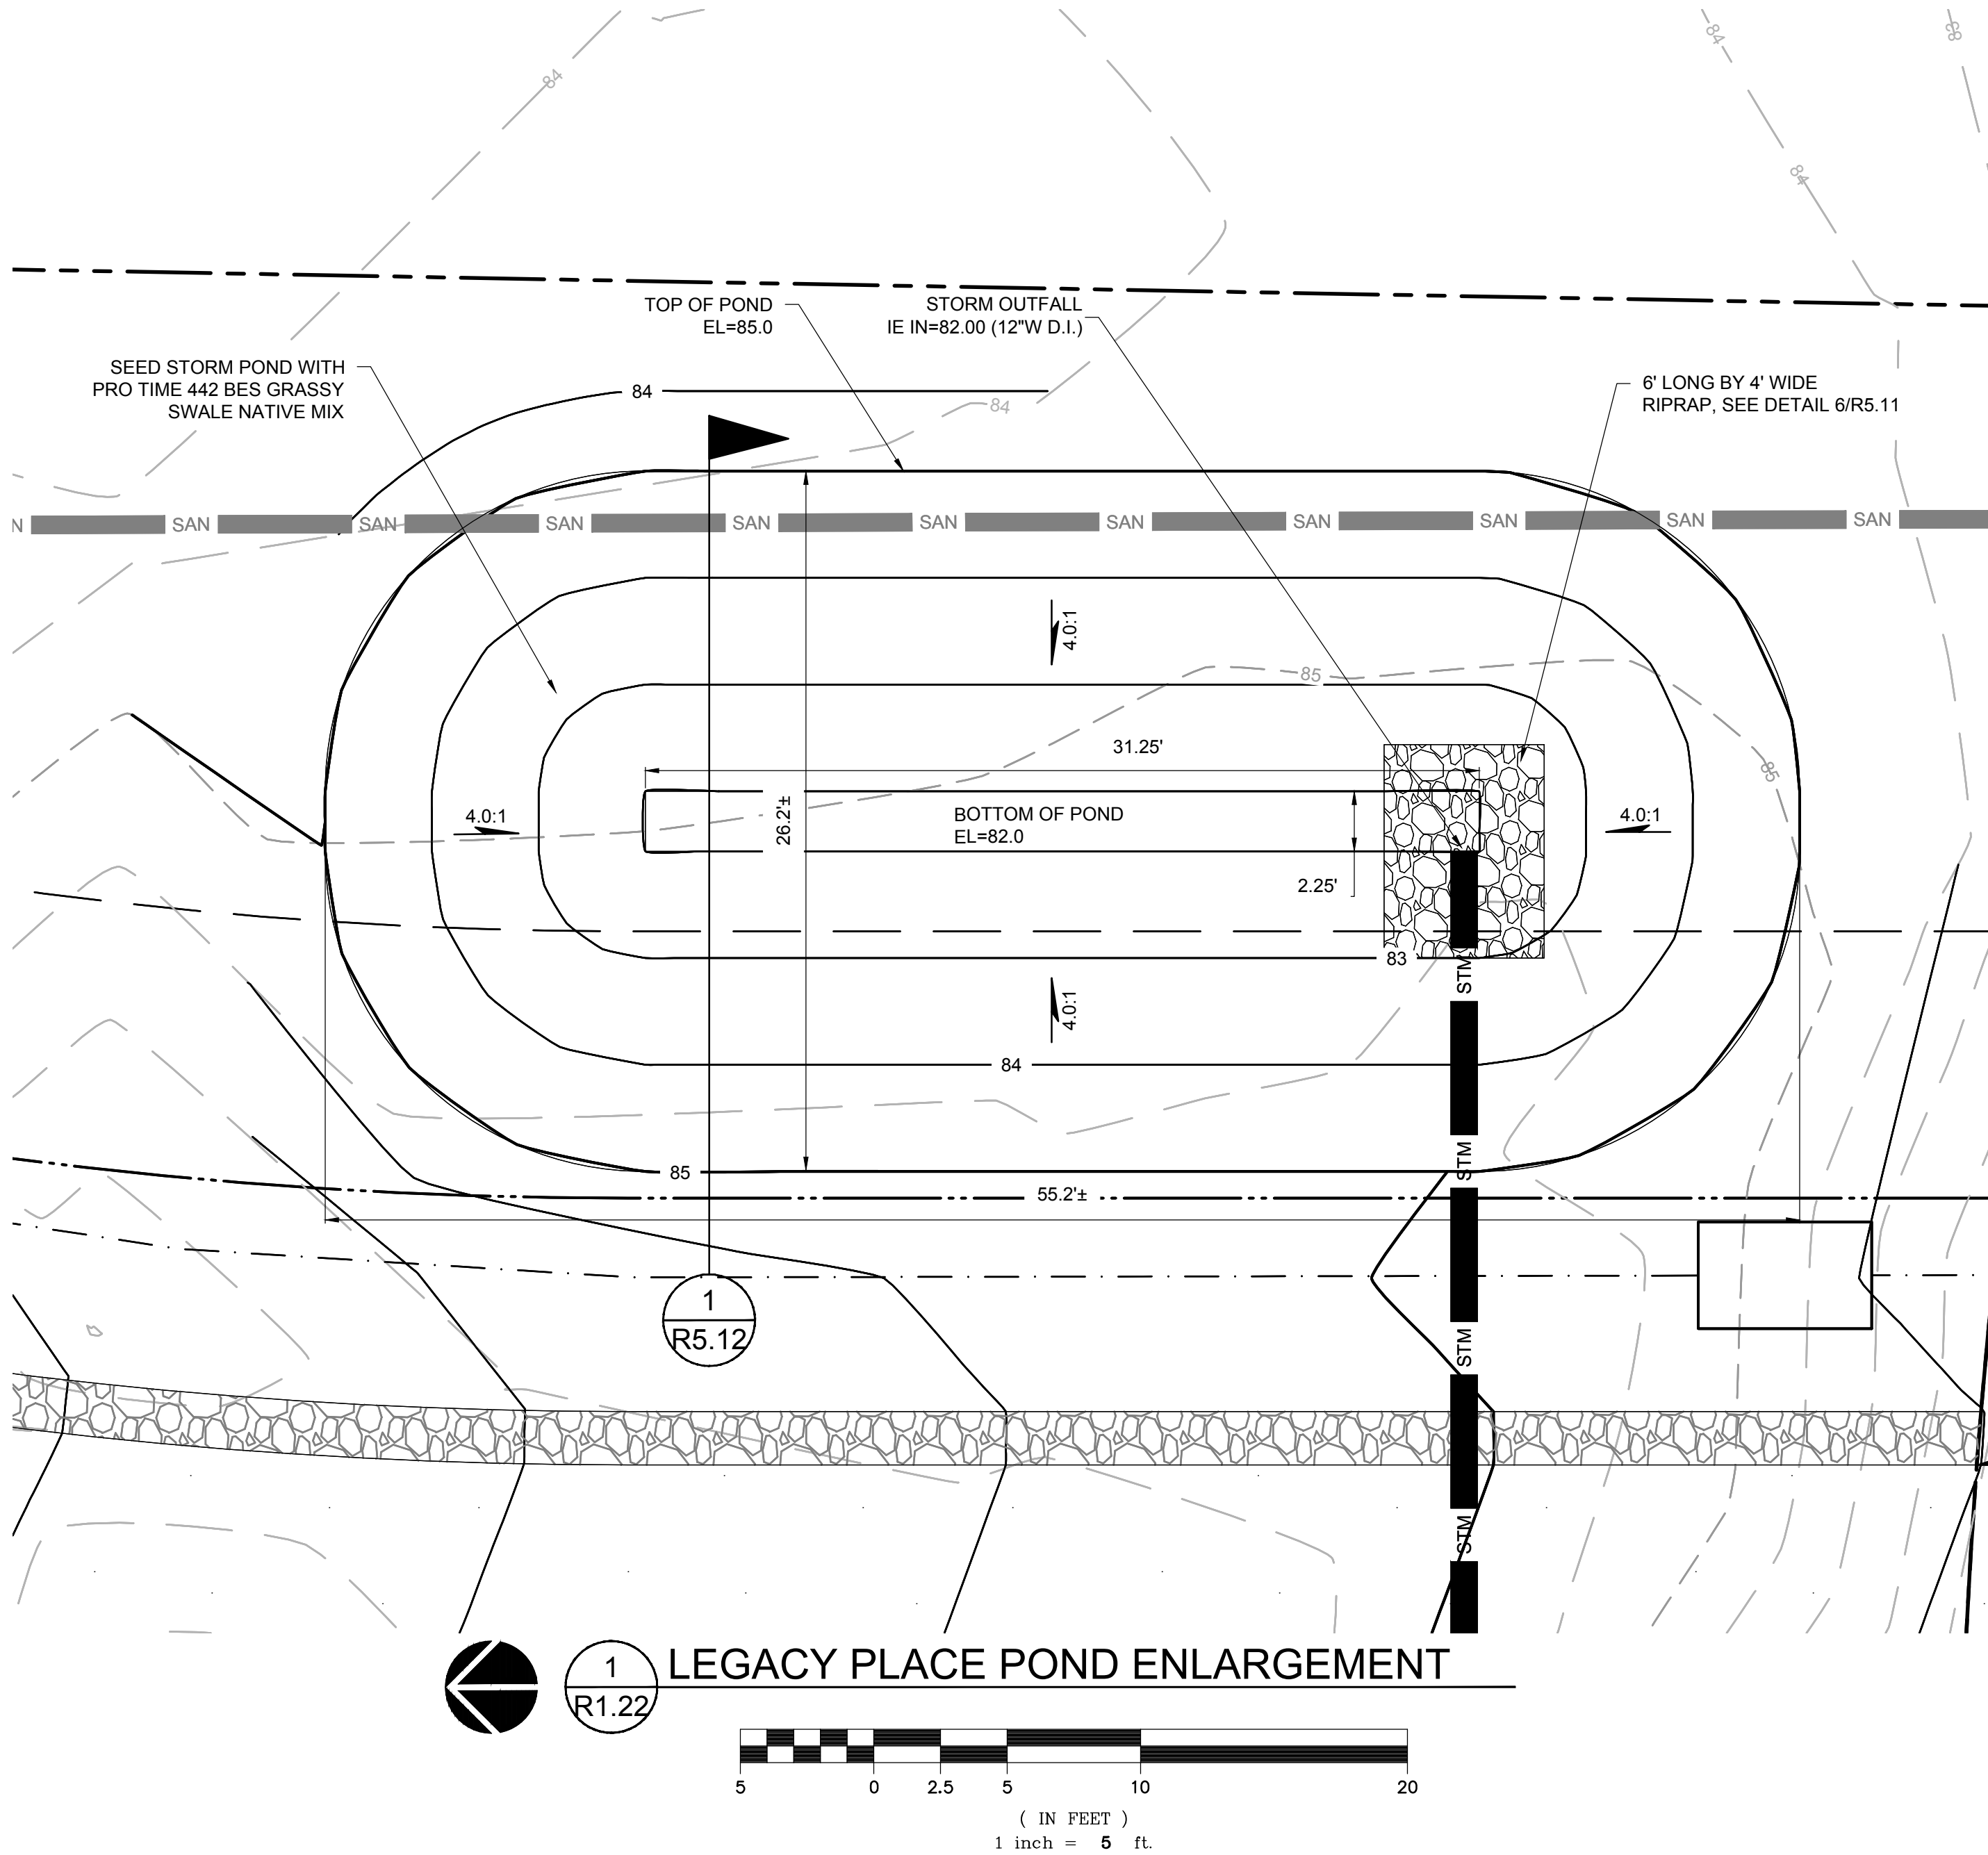 84
84
83
84
TOP OF POND
EL=85.0
STORM OUTFALL
IE IN=82.00 (12"W D.I.)
SEED STORM POND WITH
PRO TIME 442 BES GRASSY
SWALE NATIVE MIX
6' LONG BY 4' WIDE
RIPRAP, SEE DETAIL 6/R5.11
84
84
N SAN SAN SAN SAN SAN SAN SAN SAN SAN SAN
4.0:1
85
85
31.25'
26.2'±
BOTTOM OF POND
EL=82.0
4.0:1
4.0:1
2.25'
83
STM
4.0:1
84
STM
85
55.2'±
1
R5.12
STM
STM
1
R1.22
LEGACY PLACE POND ENLARGEMENT
5 0 2.5 5 10 20
( IN FEET )
1 inch = 5 ft.